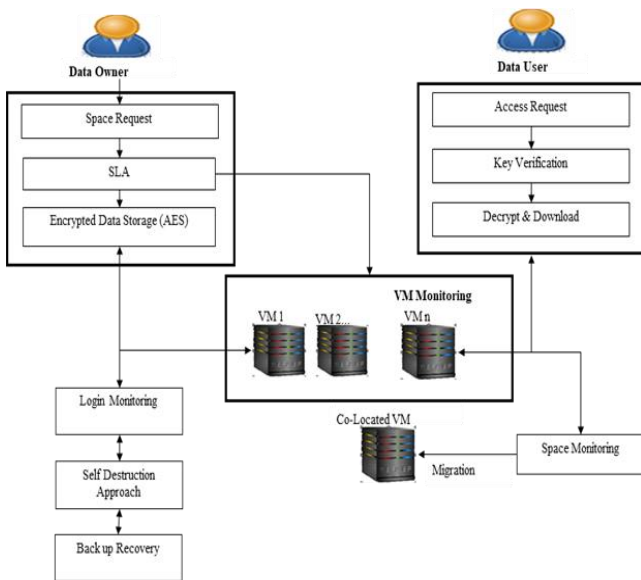 Data Owner
Space Request
SLA
Encrypted Data Storage (AES)
Data User
Access Request
Key Verification
Decrypt & Download
VM Monitoring
VM 1
VM 2...
VM n
Login Monitoring
Self Destruction
Approach
Back up Recovery
Co-Located VM
Migration
Space Monitoring